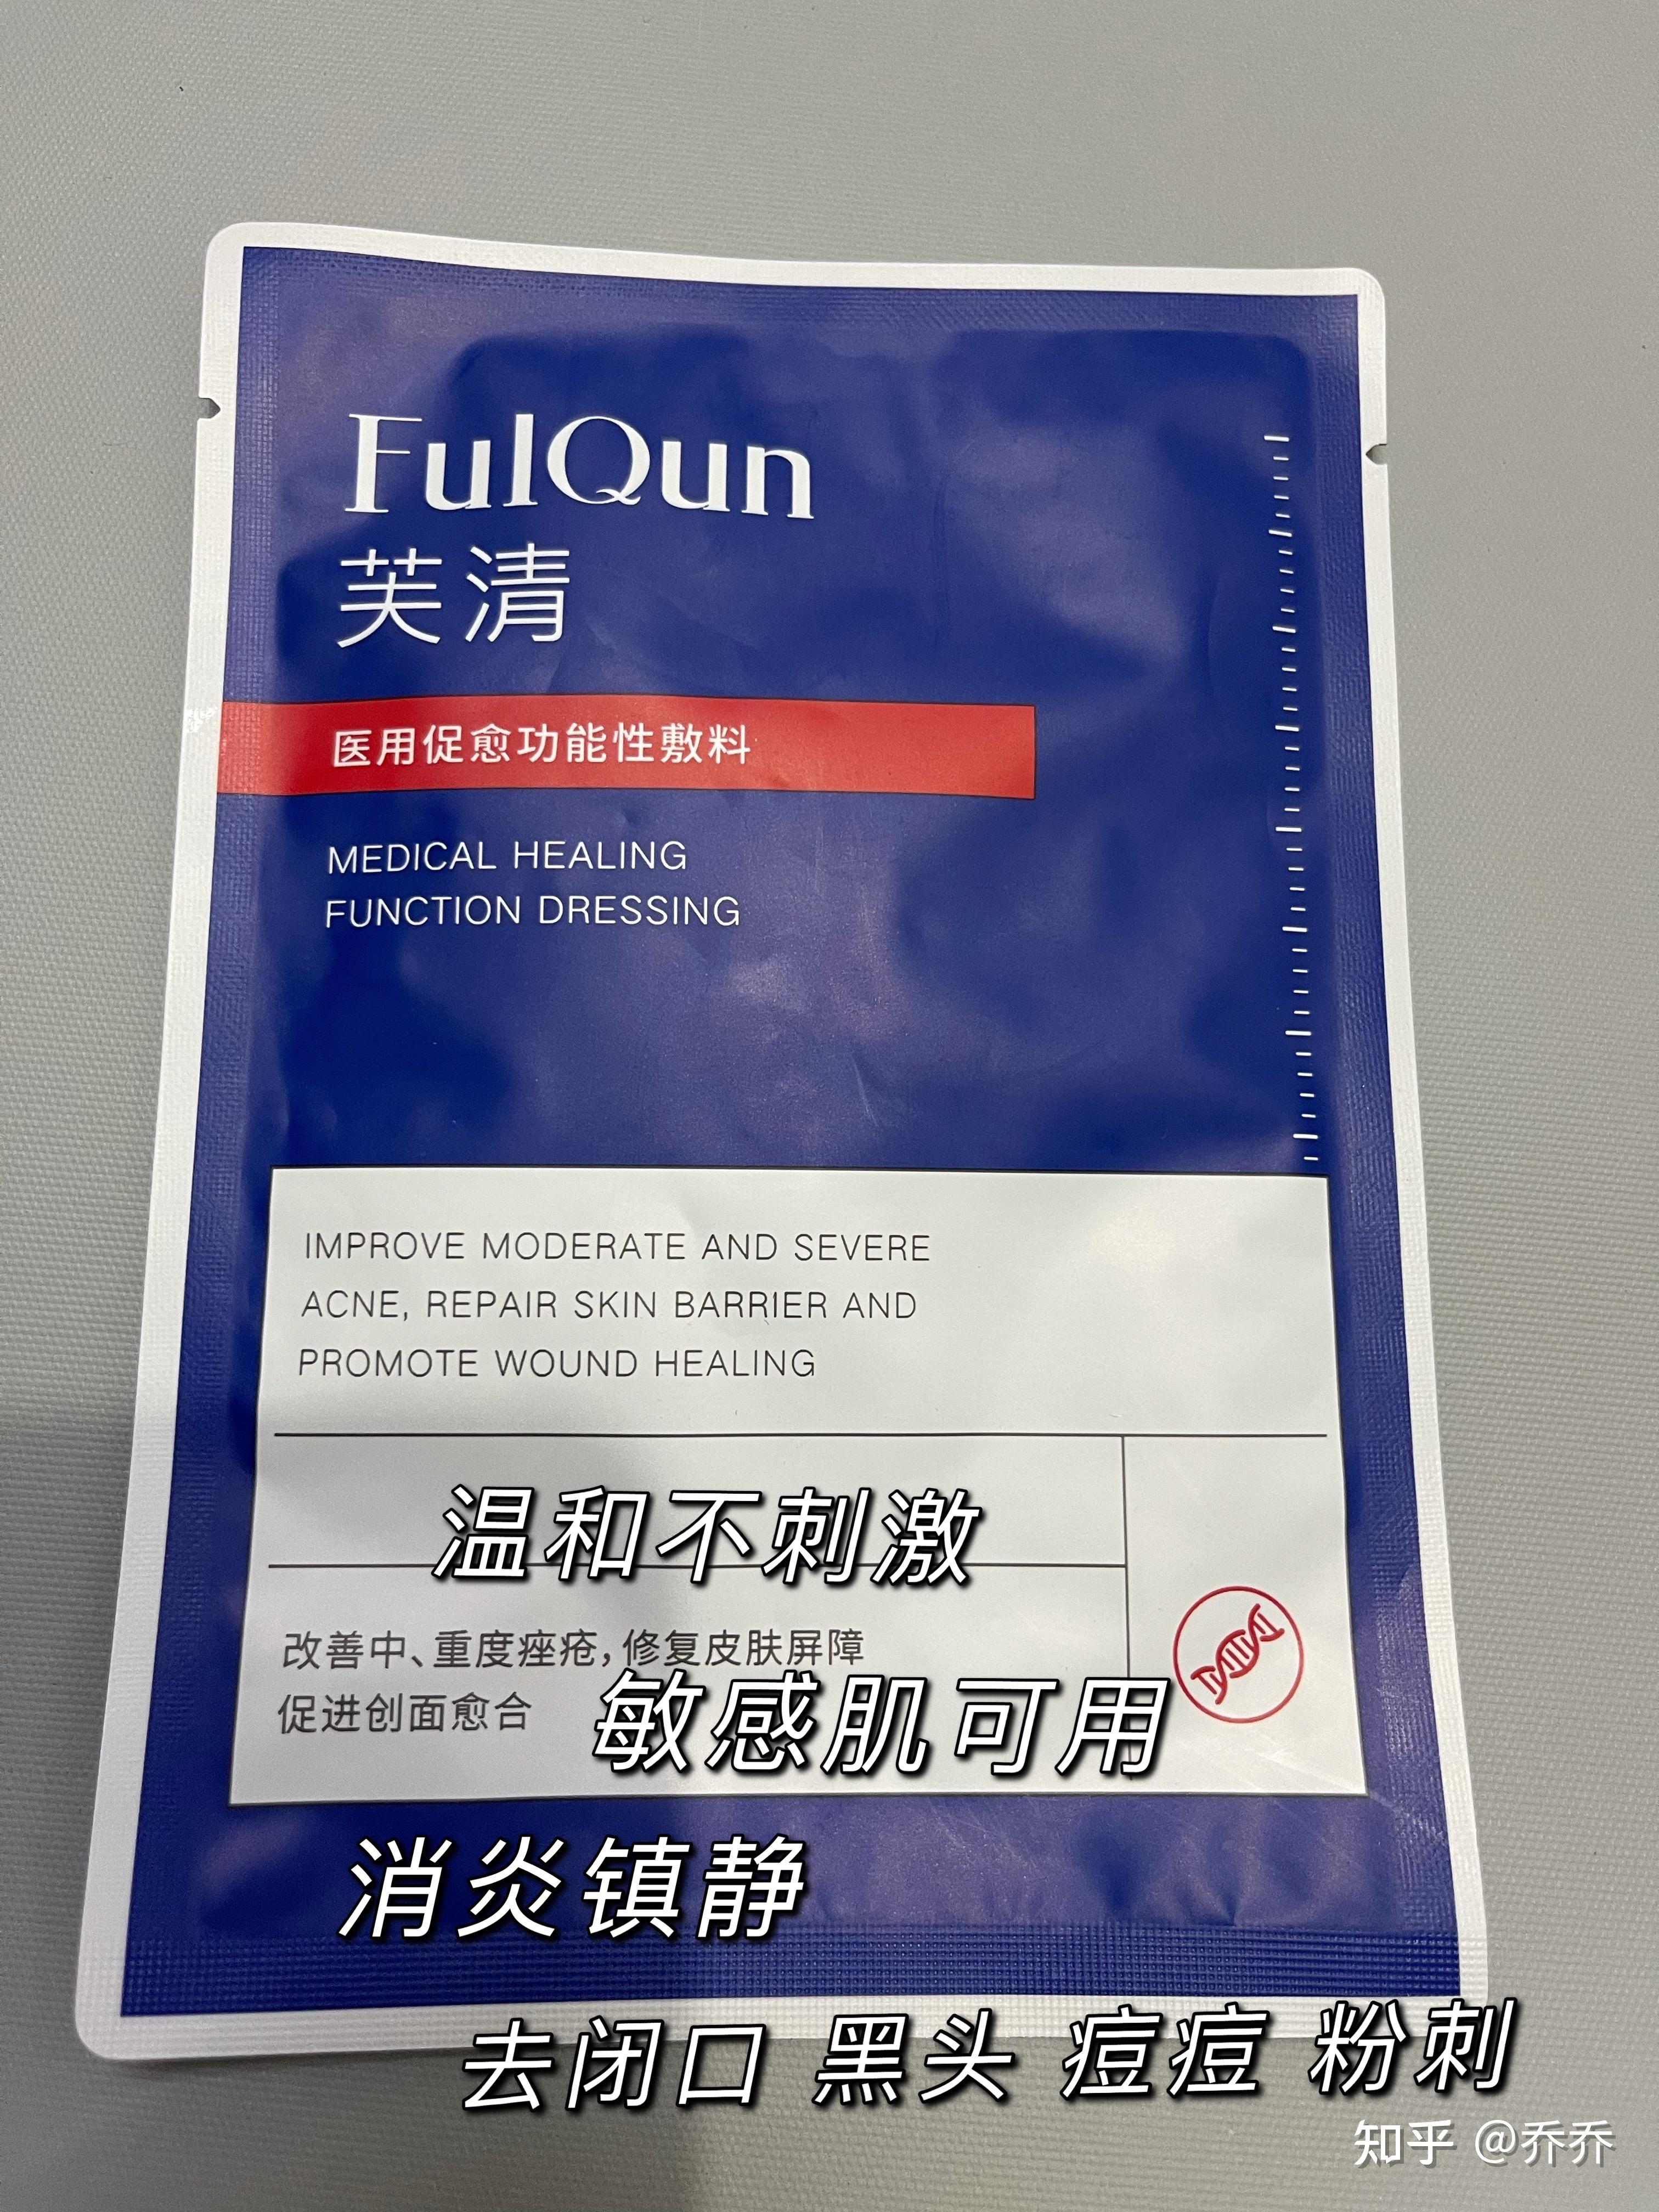 FulQun
芙清
医用促愈功能性敷料
MEDICAL HEALING
FUNCTION DRESSING
IMPROVE MODERATE AND SEVERE
ACNE, REPAIR SKIN BARRIER AND
PROMOTE WOUND HEALING
温和不刺激
改善中、重度痤疮，修复皮肤屏障
促进创面愈合
敏感肌可用
消炎镇静
去闭口 黑头 痘痘 粉刺
知乎 @乔乔